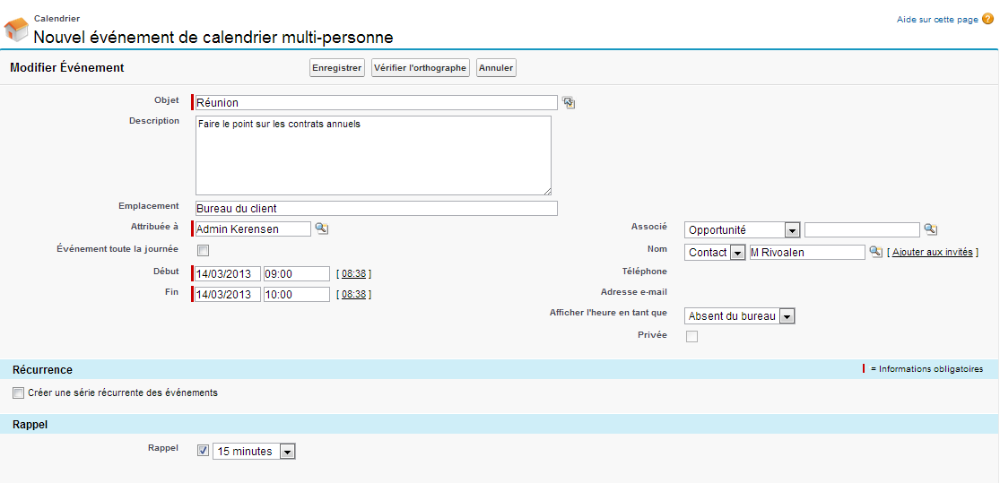 Calendrier
Aide sur cette page ?
Nouvel événement de calendrier multi-personne
Modifier Événement
Enregistrer Vérifier l'orthographe Annuler
Objet Réunion
Description Faire le point sur les contrats annuels
Emplacement Bureau du client
Attribuée à Admin Kerensen Associé Opportunité
Événement toute la journée Nom Contact M Rivoalen [ Ajouter aux invités ]
Début 14/03/2013 09:00 [ 08:38 ] Téléphone
Fin 14/03/2013 10:00 [ 08:38 ] Adresse e-mail
Afficher l'heure en tant que Absent du bureau
Privée
Récurrence = Informations obligatoires
Créer une série récurrente des événements
Rappel
Rappel 15 minutes